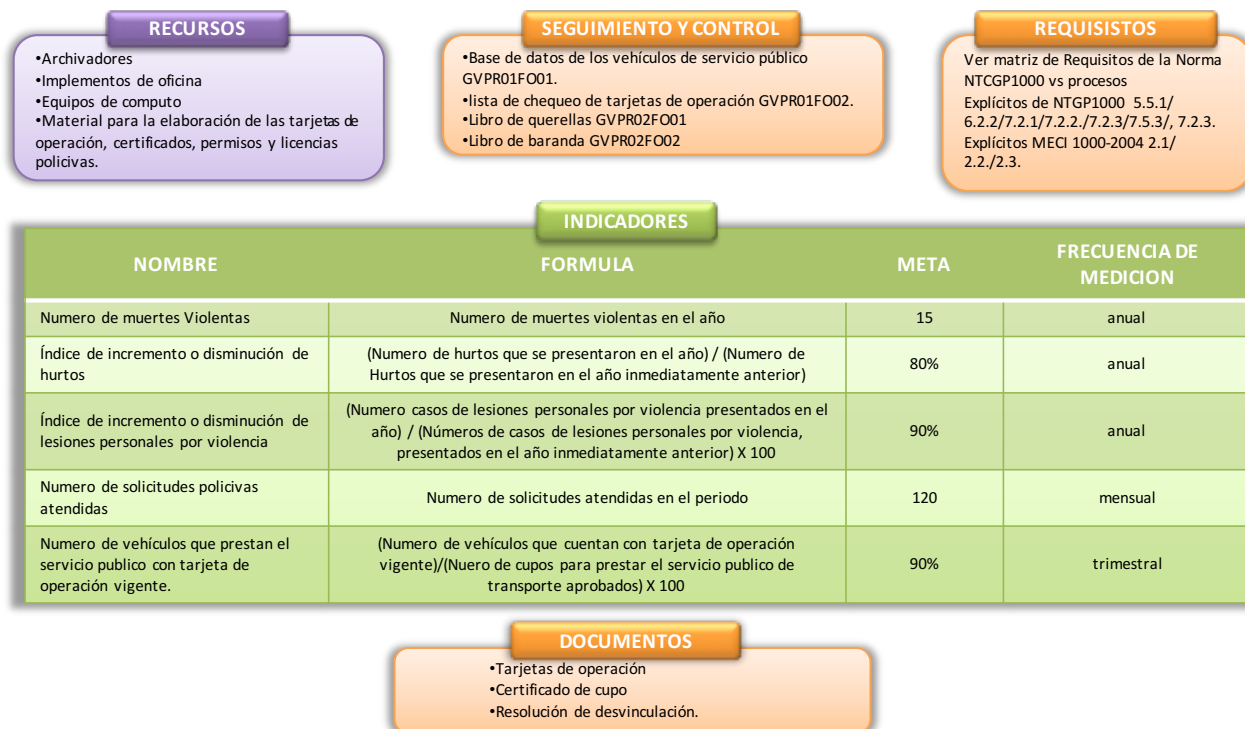 RECURSOS
•Archivadores
•Implementos de oficina
•Equipos de computo
•Material para la elaboración de las tarjetas de
operación, certificados, permisos y licencias
policivas.
SEGUIMIENTO Y CONTROL
•Base de datos de los vehículos de servicio público
GVPR01FO01.
•lista de chequeo de tarjetas de operación GVPR01FO02.
•Libro de querellas GVPR02FO01
•Libro de baranda GVPR02FO02
REQUISISTOS
Ver matriz de Requisitos de la Norma
NTCGP1000 vs procesos
Explícitos de NTGP1000 5.5.1/
6.2.2/7.2.1/7.2.2./7.2.3/7.5.3/, 7.2.3.
Explícitos MECI 1000-2004 2.1/
2.2./2.3.
INDICADORES
NOMBRE
FORMULA
META
FRECUENCIA DE
MEDICION
Numero de muertes Violentas
Numero de muertes violentas en el año
15
anual
Índice de incremento o disminución de
hurtos
(Numero de hurtos que se presentaron en el año) / (Numero de
Hurtos que se presentaron en el año inmediatamente anterior)
80%
anual
Índice de incremento o disminución de
lesiones personales por violencia
(Numero casos de lesiones personales por violencia presentados en el
año) / (Números de casos de lesiones personales por violencia,
presentados en el año inmediatamente anterior) X 100
90%
anual
Numero de solicitudes policivas
atendidas
Numero de solicitudes atendidas en el periodo
120
mensual
Numero de vehículos que prestan el
servicio publico con tarjeta de
operación vigente.
(Numero de vehículos que cuentan con tarjeta de operación
vigente)/(Nuero de cupos para prestar el servicio publico de
transporte aprobados) X 100
90%
trimestral
DOCUMENTOS
•Tarjetas de operación
•Certificado de cupo
•Resolución de desvinculación.